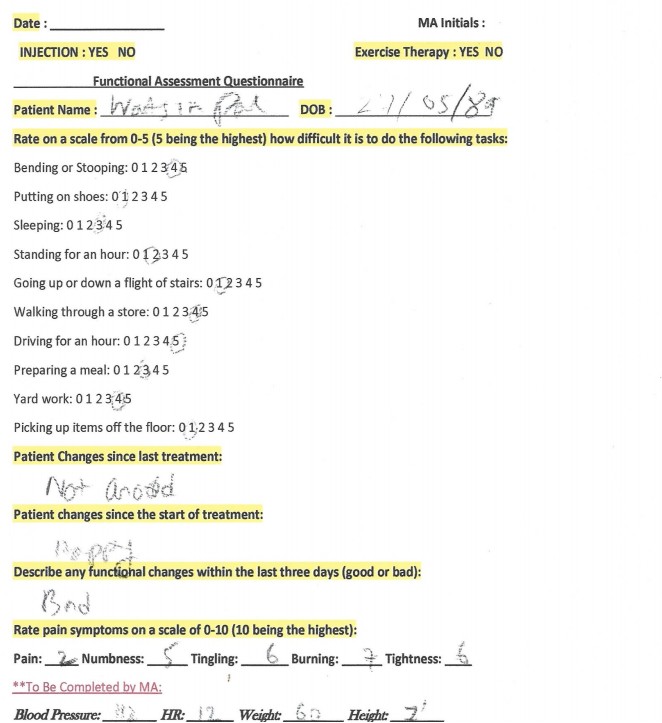 Date : MA Initials :
INJECTION : YES NO Exercise Therapy : YES NO
Functional Assessment Questionnaire
Patient Name : DOB : /05/89
Rate on a scale from 0-5 (5 being the highest) how difficult it is to do the following tasks:
Bending or Stooping: 0 1 2 3 4 5
Putting on shoes: 0 1 2 3 4 5
Sleeping: 0 1 2 3 4 5
Standing for an hour: 0 1 2 3 4 5
Going up or down a flight of stairs: 0 1 2 3 4 5
Walking through a store: 0 1 2 3 4 5
Driving for an hour: 0 1 2 3 4 5
Preparing a meal: 0 1 2 3 4 5
Yard work: 0 1 2 3 4 5
Picking up items off the floor: 0 1 2 3 4 5
Patient Changes since last treatment:
Not
Patient changes since the start of treatment:
Describe any functional changes within the last three days (good or bad):
Bad
Rate pain symptoms on a scale of 0-10 (10 being the highest):
Pain: 2 Numbness: 5 Tingling: 6 Burning: 7 Tightness: 6
**To Be Completed by MA:
Blood Pressure: HR: 12 Weight: 60 Height: 7'